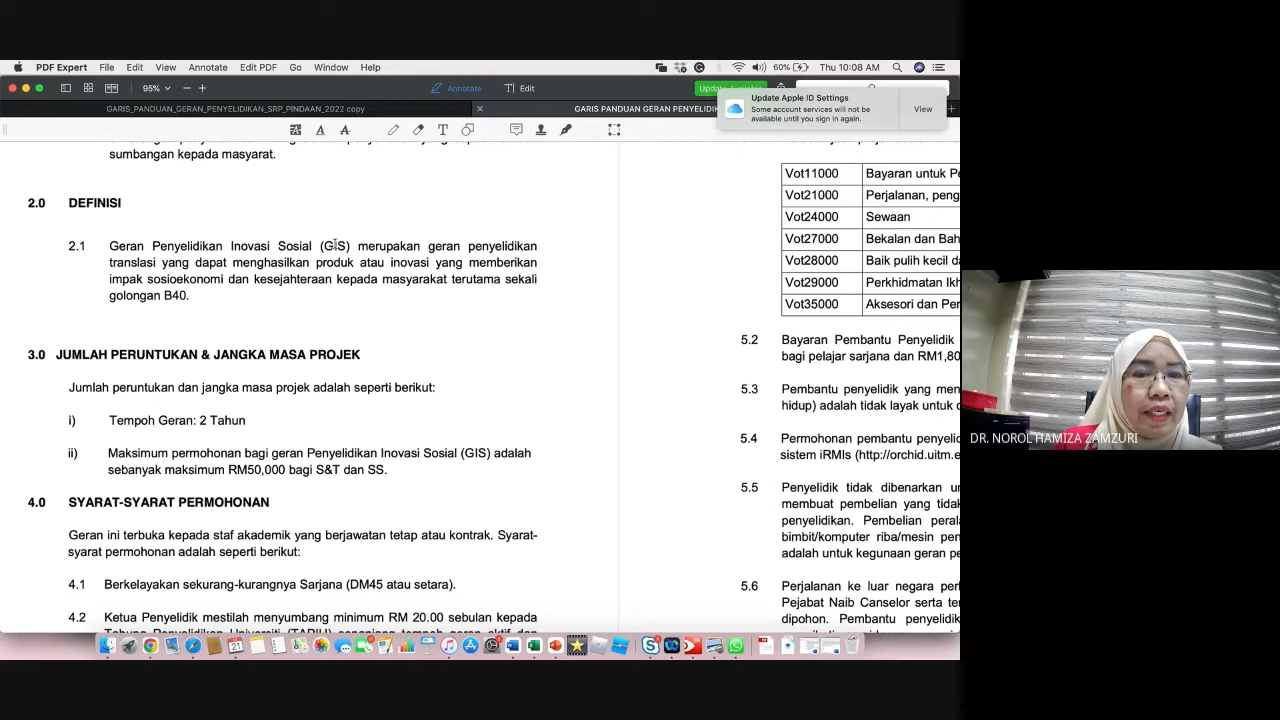 PDF Expert File Edit View Annotate Edit PDF Go Window Help 60% Thu 10:08 AM
95% Annotate Edit Update Available
GARIS_PANDUAN_GERAN_PENYELIDIKAN_SRP_PINDAAN_2022 copy GARIS PANDUAN GERAN PENYELIDIK
Update Apple ID Settings
Some account services will not be available until you sign in again.
View
sumbangan kepada masyarat.
2.0 DEFINISI
2.1 Geran Penyelidikan Inovasi Sosial (GIS) merupakan geran penyelidikan
translasi yang dapat menghasilkan produk atau inovasi yang memberikan
impak sosioekonomi dan kesejahteraan kepada masyarakat terutama sekali
golongan B40.
3.0 JUMLAH PERUNTUKAN & JANGKA MASA PROJEK
Jumlah peruntukan dan jangka masa projek adalah seperti berikut:
i) Tempoh Geran: 2 Tahun
ii) Maksimum permohonan bagi geran Penyelidikan Inovasi Sosial (GIS) adalah
sebanyak maksimum RM50,000 bagi S&T dan SS.
4.0 SYARAT-SYARAT PERMOHONAN
Geran ini terbuka kepada staf akademik yang berjawatan tetap atau kontrak. Syarat-
syarat permohonan adalah seperti berikut:
4.1 Berkelayakan sekurang-kurangnya Sarjana (DM45 atau setara).
4.2 Ketua Penyelidik mestilah menyumbang minimum RM 20.00 sebulan kepada
Vot11000 Bayaran untuk Pe
Vot21000 Perjalanan, peng
Vot24000 Sewaan
Vot27000 Bekalan dan Bah
Vot28000 Baik pulih kecil da
Vot29000 Perkhidmatan Ikh
Vot35000 Aksesori dan Per
5.2 Bayaran Pembantu Penyelidik
bagi pelajar sarjana dan RM1,80
5.3 Pembantu penyelidik yang men
hidup) adalah tidak layak untuk
5.4 Permohonan pembantu penyelid
sistem iRMIs (http://orchid.uitm.e
5.5 Penyelidik tidak dibenarkan
membuat pembelian yang tidak
penyelidikan. Pembelian pera
bimbit/komputer riba/mesin pen
adalah untuk kegunaan geran pe
5.6 Perjalanan ke luar negara per
Pejabat Naib Canselor serta te
dipohon. Pembantu penyelidik
DR. NOROL HAMIZA ZAMZURI